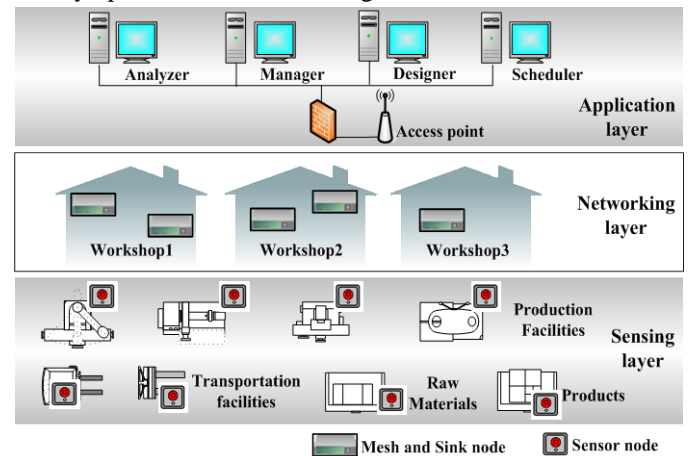 Analyzer
Manager
Designer
Scheduler
Application
layer
Access point
Networking
layer
Workshop1
Workshop2
Workshop3
Production
Facilities
Sensing
layer
Transportation
facilities
Raw
Materials
Products
Mesh and Sink node
Sensor node